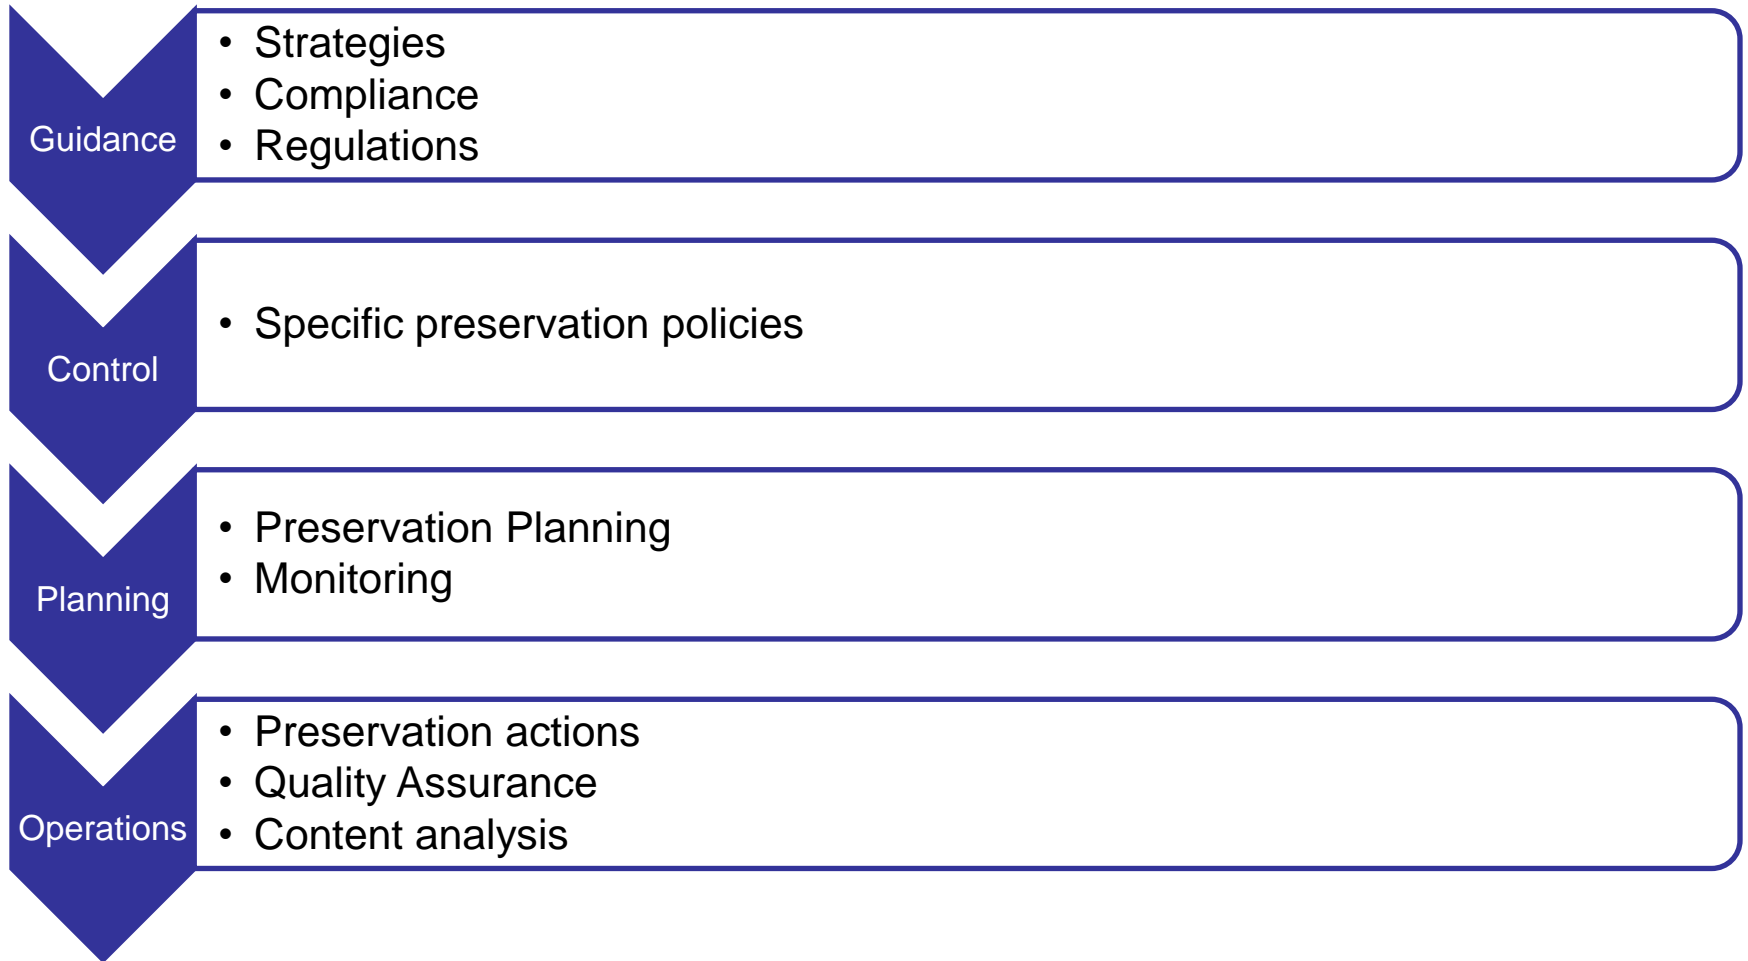 Guidance
• Strategies
• Compliance
• Regulations
Control
• Specific preservation policies
Planning
• Preservation Planning
• Monitoring
Operations
• Preservation actions
• Quality Assurance
• Content analysis